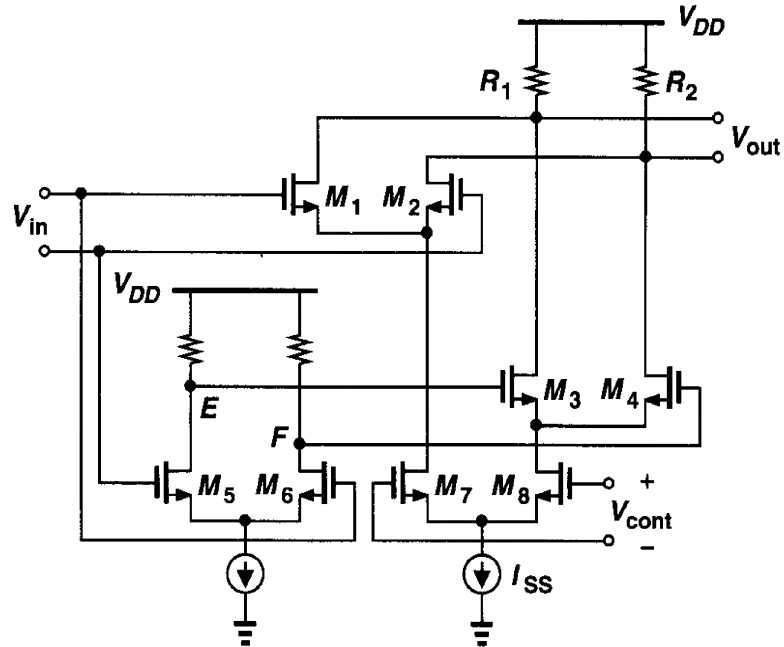 V_DD
R_1
R_2
V_out
M_1
M_2
V_in
V_DD
E
M_3
M_4
F
M_5
M_6
M_7
M_8
+
V_cont
−
I_SS